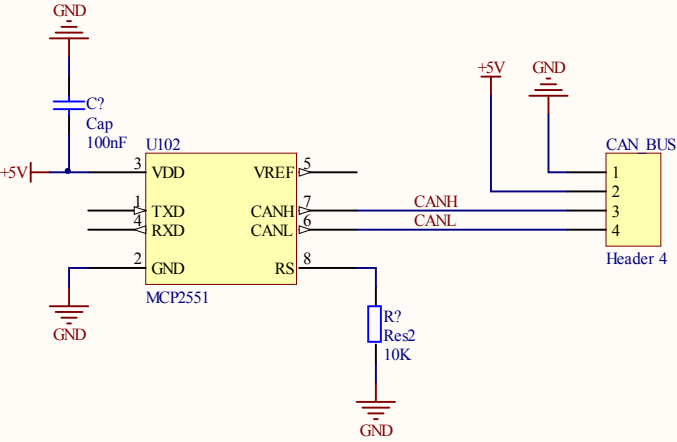 GND
C?
Cap
100nF
+5V
U102
3 VDD
VREF 5
1 TXD
CANH 7
4 RXD
CANL 6
2 GND
RS 8
MCP2551
GND
R?
Res2
10K
GND
CANH
CANL
+5V
GND
CAN_BUS
1
2
3
4
Header 4